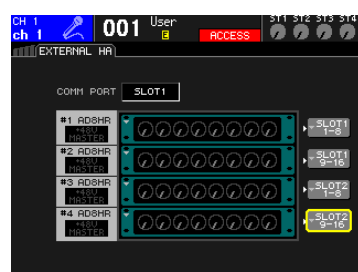 CH 1
ch 1
001
User
E
ACCESS
ST1 ST2 ST3 ST4
EXTERNAL HA
COMM PORT SLOT1
#1 AD8HR
+48V
MASTER
SLOT1
1-8
#2 AD8HR
+48V
MASTER
SLOT1
9-16
#3 AD8HR
+48V
MASTER
SLOT2
1-8
#4 AD8HR
+48V
MASTER
SLOT2
9-16